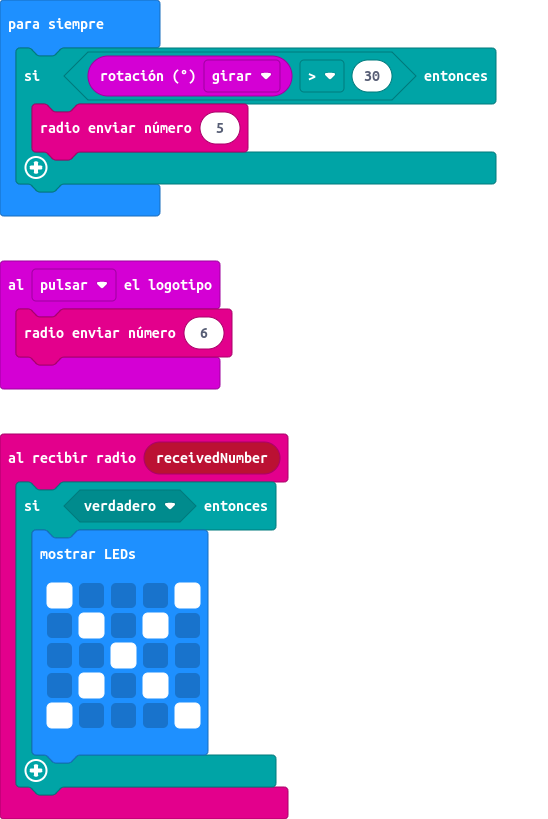 para siempre
si rotación (°) girar > 30 entonces
radio enviar número 5
al pulsar el logotipo
radio enviar número 6
al recibir radio receivedNumber
si verdadero entonces
mostrar LEDs